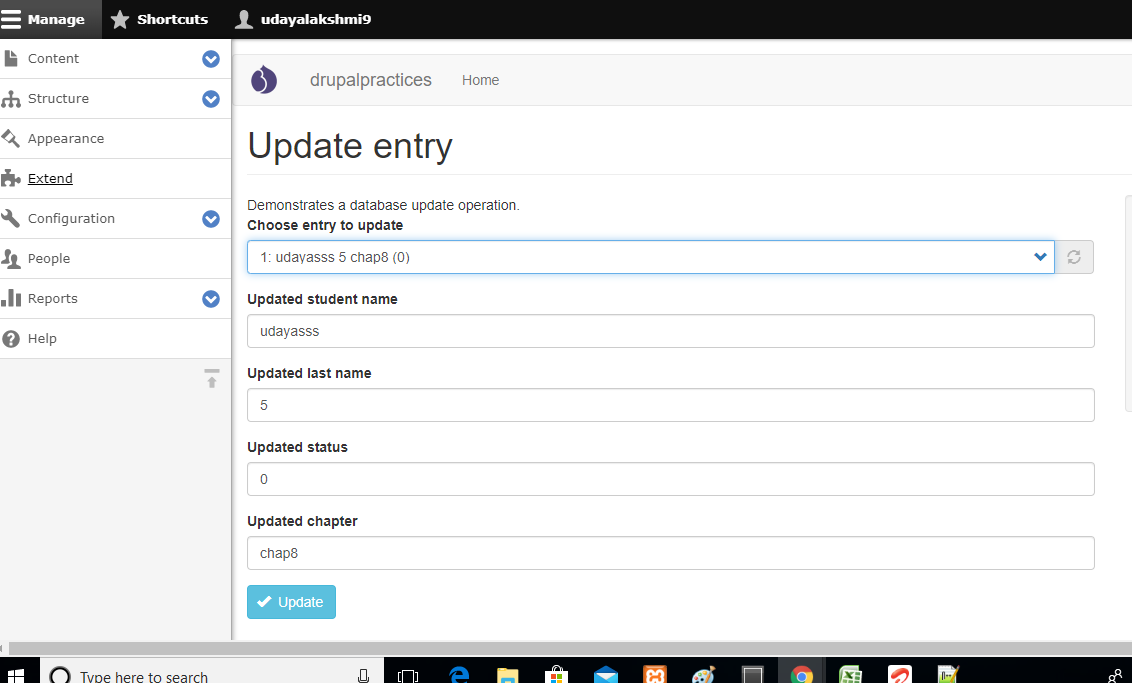 Manage Shortcuts udayalakshmi9
Content
Structure
Appearance
Extend
Configuration
People
Reports
Help
drupalpractices Home
Update entry
Demonstrates a database update operation.
Choose entry to update
1: udayasss 5 chap8 (0)
Updated student name
udayasss
Updated last name
5
Updated status
0
Updated chapter
chap8
Update
Type here to search